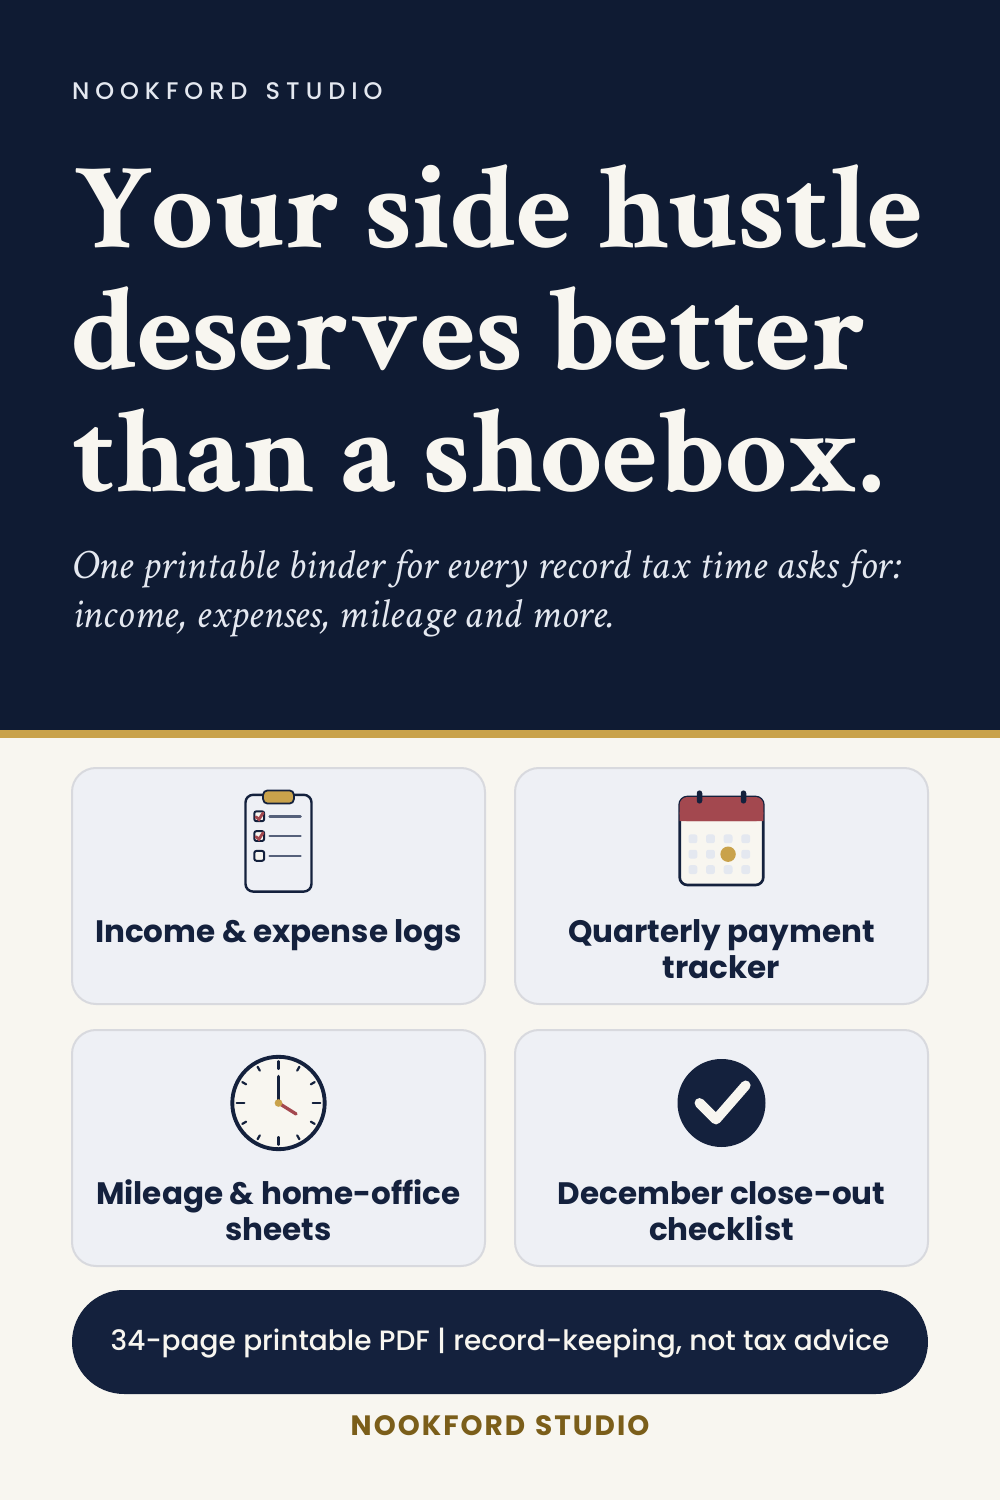 NOOKFORD STUDIO
Your side hustle
deserves better
than a shoebox.
One printable binder for every record tax time asks for:
income, expenses, mileage and more.
Income & expense logs
Quarterly payment
tracker
Mileage & home-office
sheets
December close-out
checklist
34-page printable PDF | record-keeping, not tax advice
NOOKFORD STUDIO